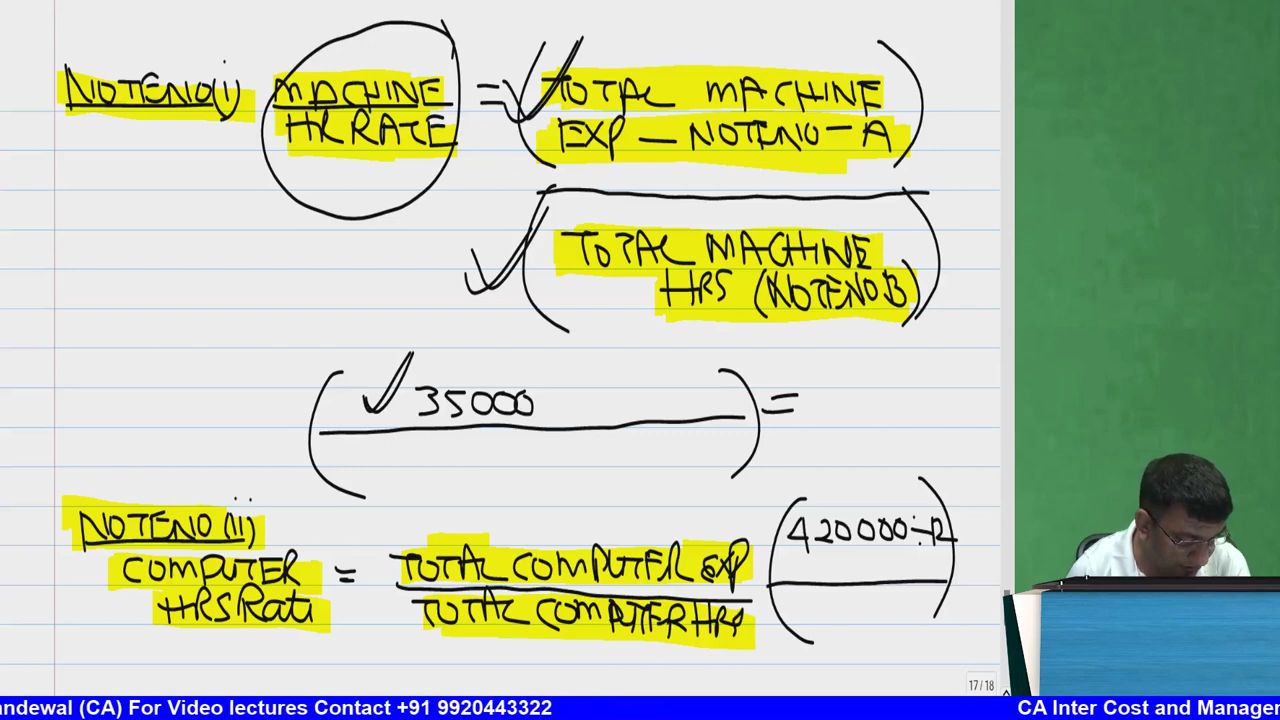 NOTENO(i) MACHINE HR RATE = (TOTAL MACHINE EXP – NOTENO – A)
(TOTAL MACHINE HRS (NOTENO B))
(35000) =
NOTENO (ii)
COMPUTER HRS Rati = TOTAL COMPUTER EXP (420000÷12)
TOTAL COMPUTER HRS
17/18
andewal (CA) For Video lectures Contact +91 9920443322
CA Inter Cost and Manager